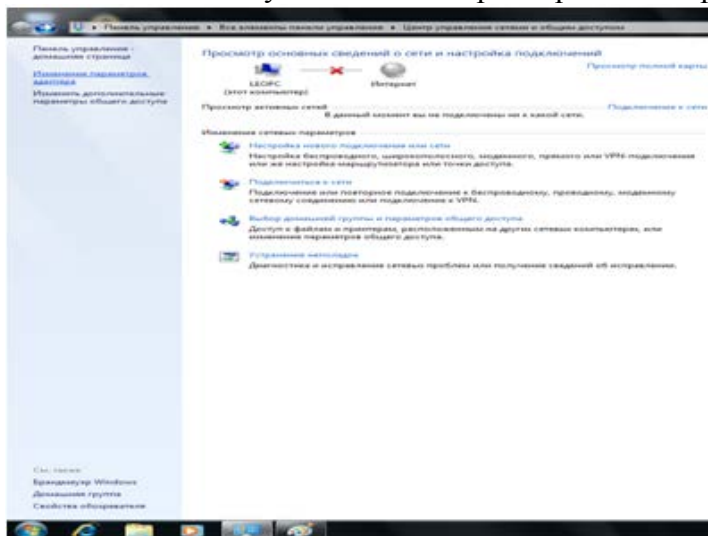 Панель управления ▸ Все элементы панели управления ▸ Центр управления сетями и общим доступом
Панель управления -
домашняя страница
Изменение параметров
адаптера
Изменить дополнительные
параметры общего доступа
Просмотр основных сведений о сети и настройка подключений
Просмотр полной карты
LEOPC
(этот компьютер)
Интернет
Просмотр активных сетей
Подключение к сети
В данный момент вы не подключены ни к какой сети.
Изменение сетевых параметров
Настройка нового подключения или сети
Настройка беспроводного, широкополосного, модемного, прямого или VPN-подключения
или же настройка маршрутизатора или точки доступа.
Подключиться к сети
Подключение или повторное подключение к беспроводному, проводному, модемному
сетевому соединению или подключение к VPN.
Выбор домашней группы и параметров общего доступа
Доступ к файлам и принтерам, расположенным на других сетевых компьютерах, или
изменение параметров общего доступа.
Устранение неполадок
Диагностика и исправление сетевых проблем или получение сведений об исправлении.
См. также
Брандмауэр Windows
Домашняя группа
Свойства обозревателя